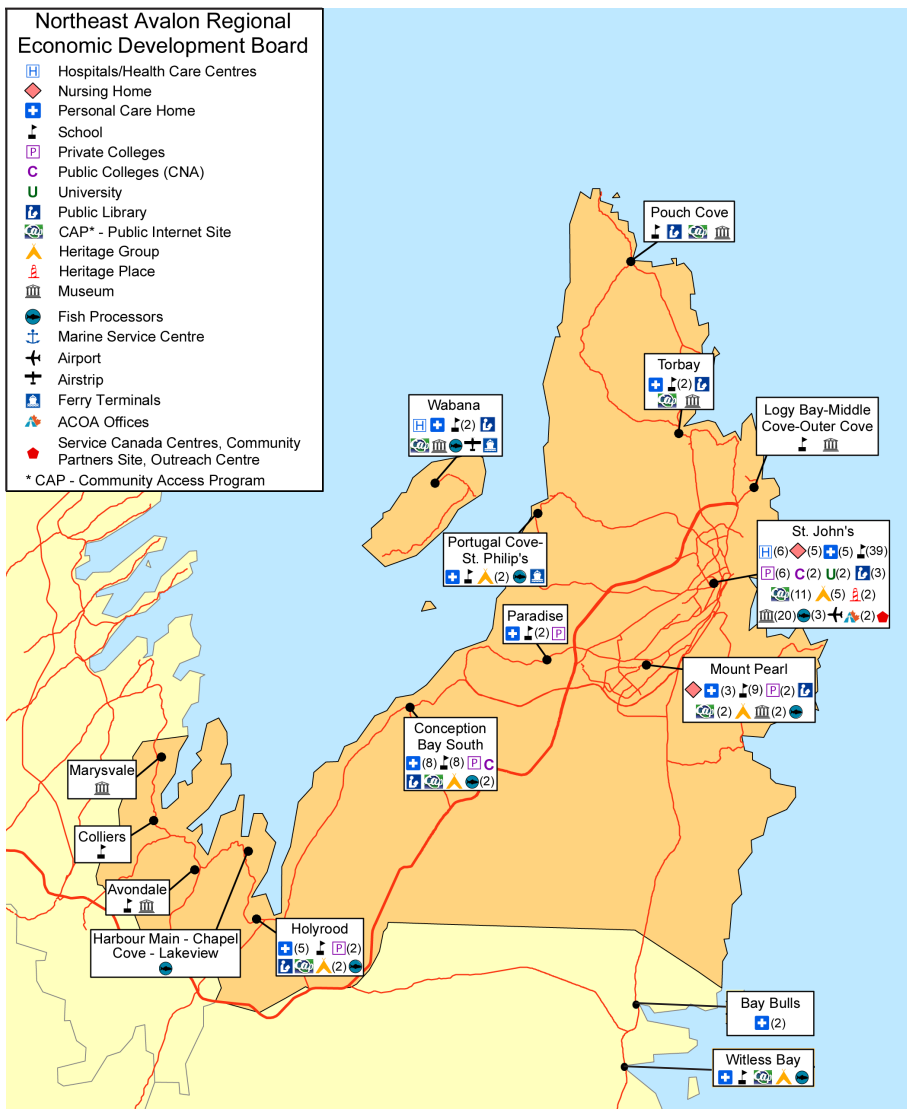 Northeast Avalon Regional
Economic Development Board
H Hospitals/Health Care Centres
Nursing Home
Personal Care Home
School
P Private Colleges
C Public Colleges (CNA)
U University
Public Library
CAP* - Public Internet Site
Heritage Group
Heritage Place
Museum
Fish Processors
Marine Service Centre
Airport
Airstrip
Ferry Terminals
ACOA Offices
Service Canada Centres, Community
Partners Site, Outreach Centre
* CAP - Community Access Program
Pouch Cove
Torbay
(2)
Wabana
H (2)
Logy Bay-Middle
Cove-Outer Cove
Portugal Cove-
St. Philip's
(2)
St. John's
H (6) (5) (5) (39)
P (6) C (2) U (2) (3)
(11) (5) (2)
(20) (3) (2)
Paradise
(2) P
Mount Pearl
(3) (9) P (2)
(2) (2)
Conception
Bay South
(8) (8) P C
(2)
Marysvale
Colliers
Avondale
Harbour Main - Chapel
Cove - Lakeview
Holyrood
(5) P (2)
(2)
Bay Bulls
(2)
Witless Bay